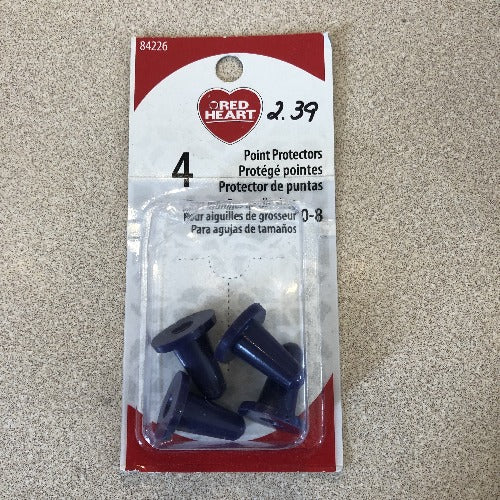 84226
RED
HEART
2.39
4
Point Protectors
Protégé pointes
Protector de puntas
Pour aiguilles de grosseur
0-8
Para agujas de tamaños